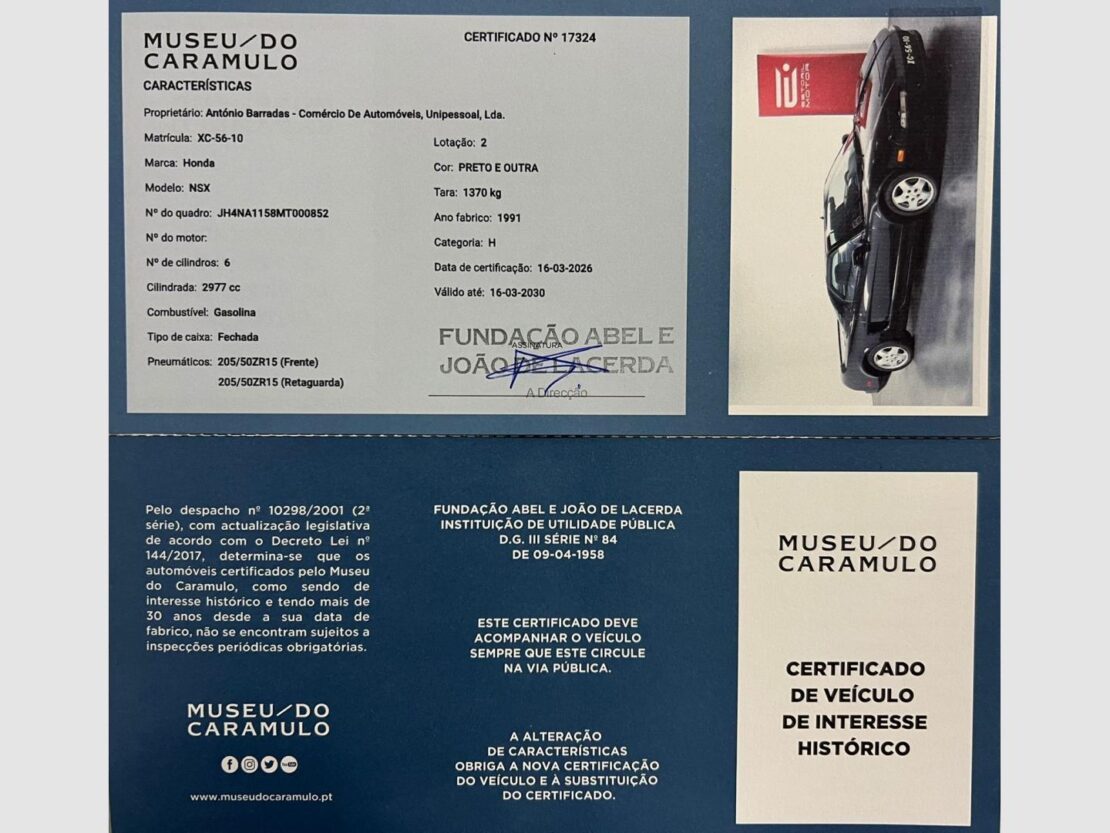 MUSEU/DO
CARAMULO
CERTIFICADO Nº 17324
CARACTERÍSTICAS
Proprietário: António Barradas - Comércio De Automóveis, Unipessoal, Lda.
Matrícula: XC-56-10
Marca: Honda
Modelo: NSX
Nº do quadro: JH4NA1158MT000852
Nº do motor:
Nº de cilindros: 6
Cilindrada: 2977 cc
Combustível: Gasolina
Tipo de caixa: Fechada
Pneumáticos: 205/50ZR15 (Frente)
205/50ZR15 (Retaguarda)
Lotação: 2
Cor: PRETO E OUTRA
Tara: 1370 kg
Ano fabrico: 1991
Categoria: H
Data de certificação: 16-03-2026
Válido até: 16-03-2030
FUNDAÇÃO ABEL E
ASSINATURA
JOÃO DE LACERDA
A Direcção
ESTORIL
MOTOR
XC-56-10
Pelo despacho nº 10298/2001 (2ª
série), com actualização legislativa
de acordo com o Decreto Lei nº
144/2017, determina-se que os
automóveis certificados pelo Museu
do Caramulo, como sendo de
interesse histórico e tendo mais de
30 anos desde a sua data de
fabrico, não se encontram sujeitos a
inspecções periódicas obrigatórias.
MUSEU/DO
CARAMULO
www.museudocaramulo.pt
FUNDAÇÃO ABEL E JOÃO DE LACERDA
INSTITUIÇÃO DE UTILIDADE PÚBLICA
D.G. III SÉRIE Nº 84
DE 09-04-1958
ESTE CERTIFICADO DEVE
ACOMPANHAR O VEÍCULO
SEMPRE QUE ESTE CIRCULE
NA VIA PÚBLICA.
A ALTERAÇÃO
DE CARACTERÍSTICAS
OBRIGA A NOVA CERTIFICAÇÃO
DO VEÍCULO E À SUBSTITUIÇÃO
DO CERTIFICADO.
MUSEU/DO
CARAMULO
CERTIFICADO
DE VEÍCULO
DE INTERESSE
HISTÓRICO